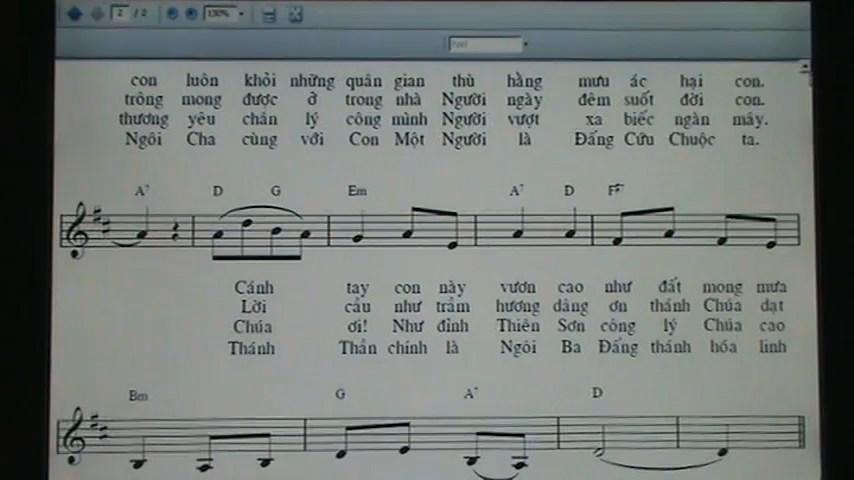 2 / 2 130%
Text
con luôn khỏi những quân gian thù hằng mưu ác hại con.
trông mong được ở trong nhà Người ngày đêm suốt đời con.
thương yêu chân lý công minh Người vượt xa biếc ngàn mây.
Ngôi Cha cùng với Con Một Người là Đấng Cứu Chuộc ta.
A7 D G Em A7 D F#7
Cánh tay con này vươn cao như đất mong mưa
Lời cầu như trầm hương dâng ơn thánh Chúa dạt
Chúa ơi! Như đỉnh Thiên Sơn công lý Chúa cao
Thánh Thần chính là Ngôi Ba Đấng thánh hóa linh
Bm G A7 D